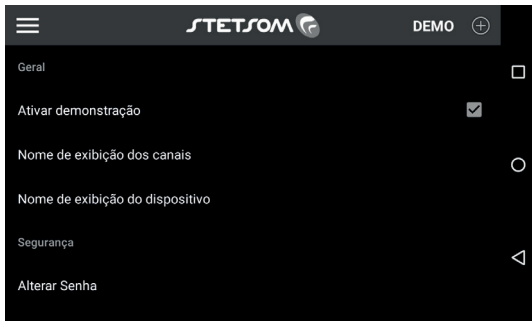 STETSOM
DEMO
Geral
Ativar demonstração
Nome de exibição dos canais
Nome de exibição do dispositivo
Segurança
Alterar Senha